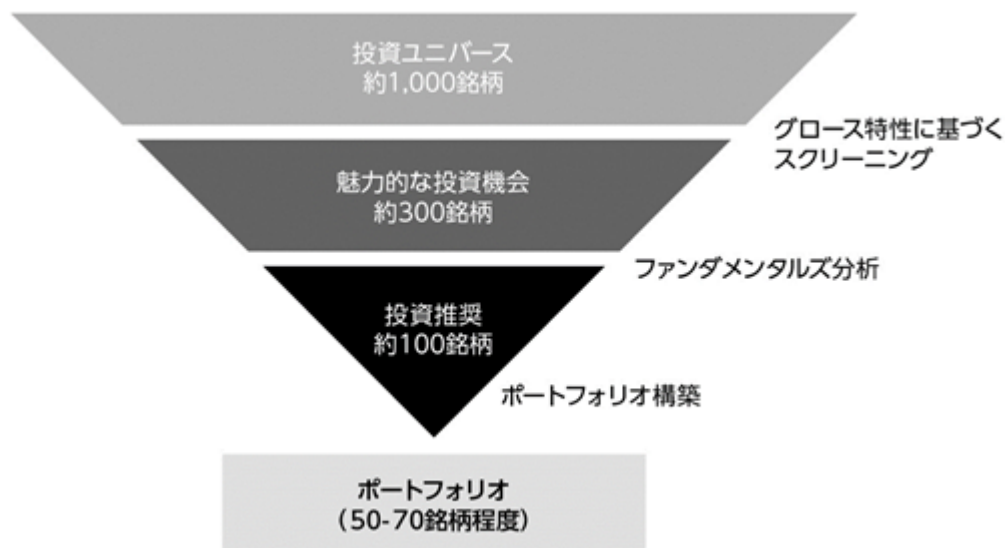 投資ユニバース
約1,000銘柄
グロース特性に基づく
スクリーニング
魅力的な投資機会
約300銘柄
ファンダメンタルズ分析
投資推奨
約100銘柄
ポートフォリオ構築
ポートフォリオ
(50-70銘柄程度)